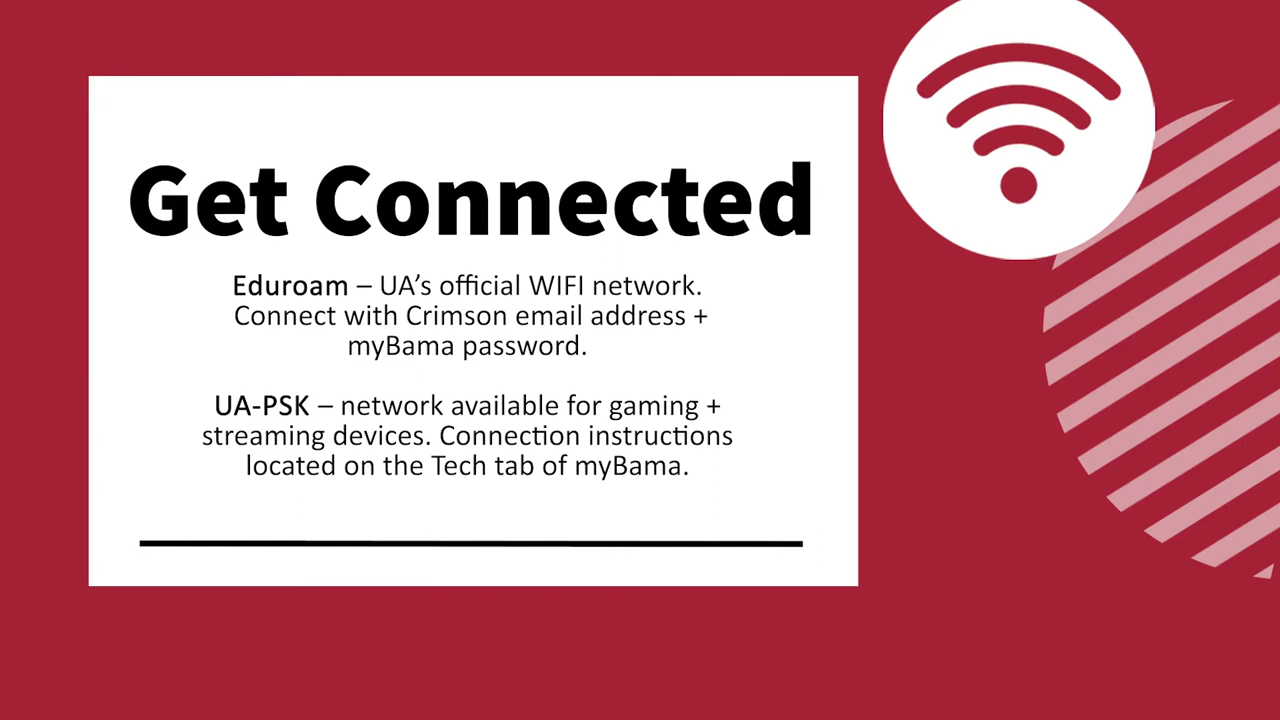 Get Connected
Eduroam – UA’s official WIFI network.
Connect with Crimson email address +
myBama password.
UA-PSK – network available for gaming +
streaming devices. Connection instructions
located on the Tech tab of myBama.